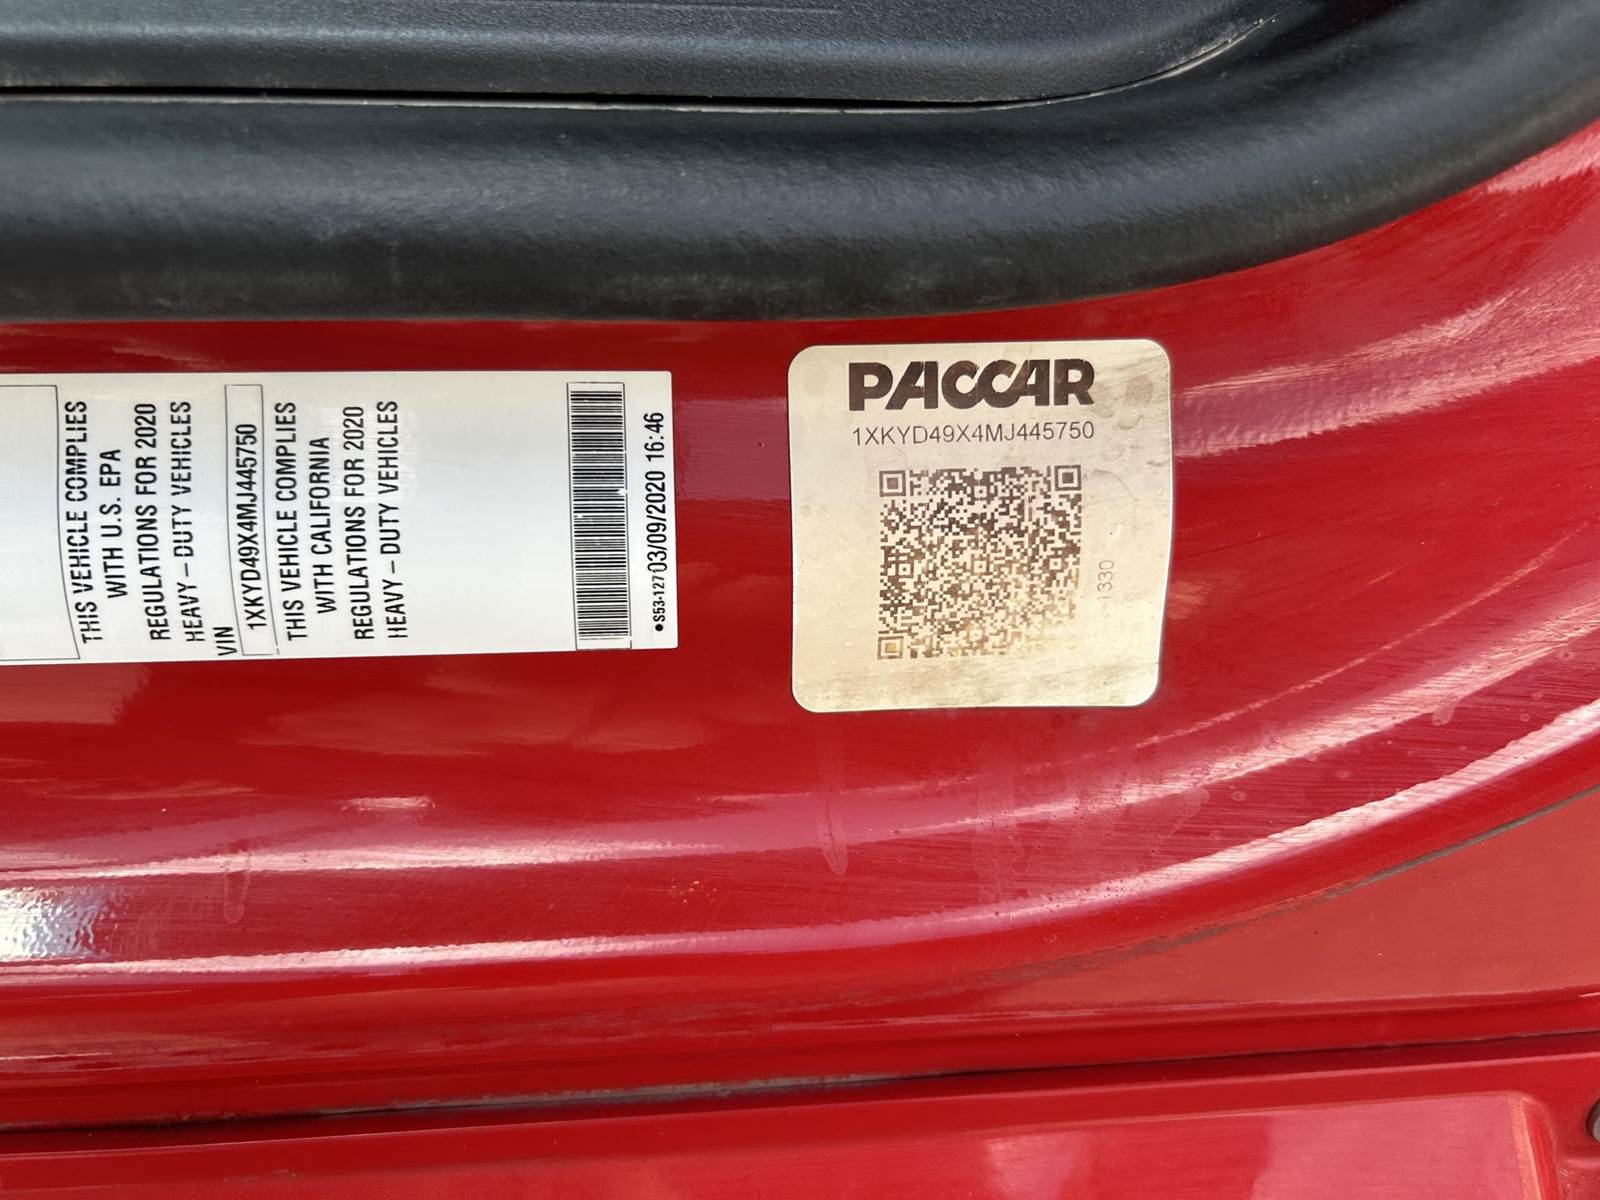 THIS VEHICLE COMPLIES
WITH U.S. EPA
REGULATIONS FOR 2020
HEAVY – DUTY VEHICLES
VIN
1XKYD49X4MJ445750
THIS VEHICLE COMPLIES
WITH CALIFORNIA
REGULATIONS FOR 2020
HEAVY – DUTY VEHICLES
●S53-127 03/09/2020 16:46
PACCAR
1XKYD49X4MJ445750
-1330